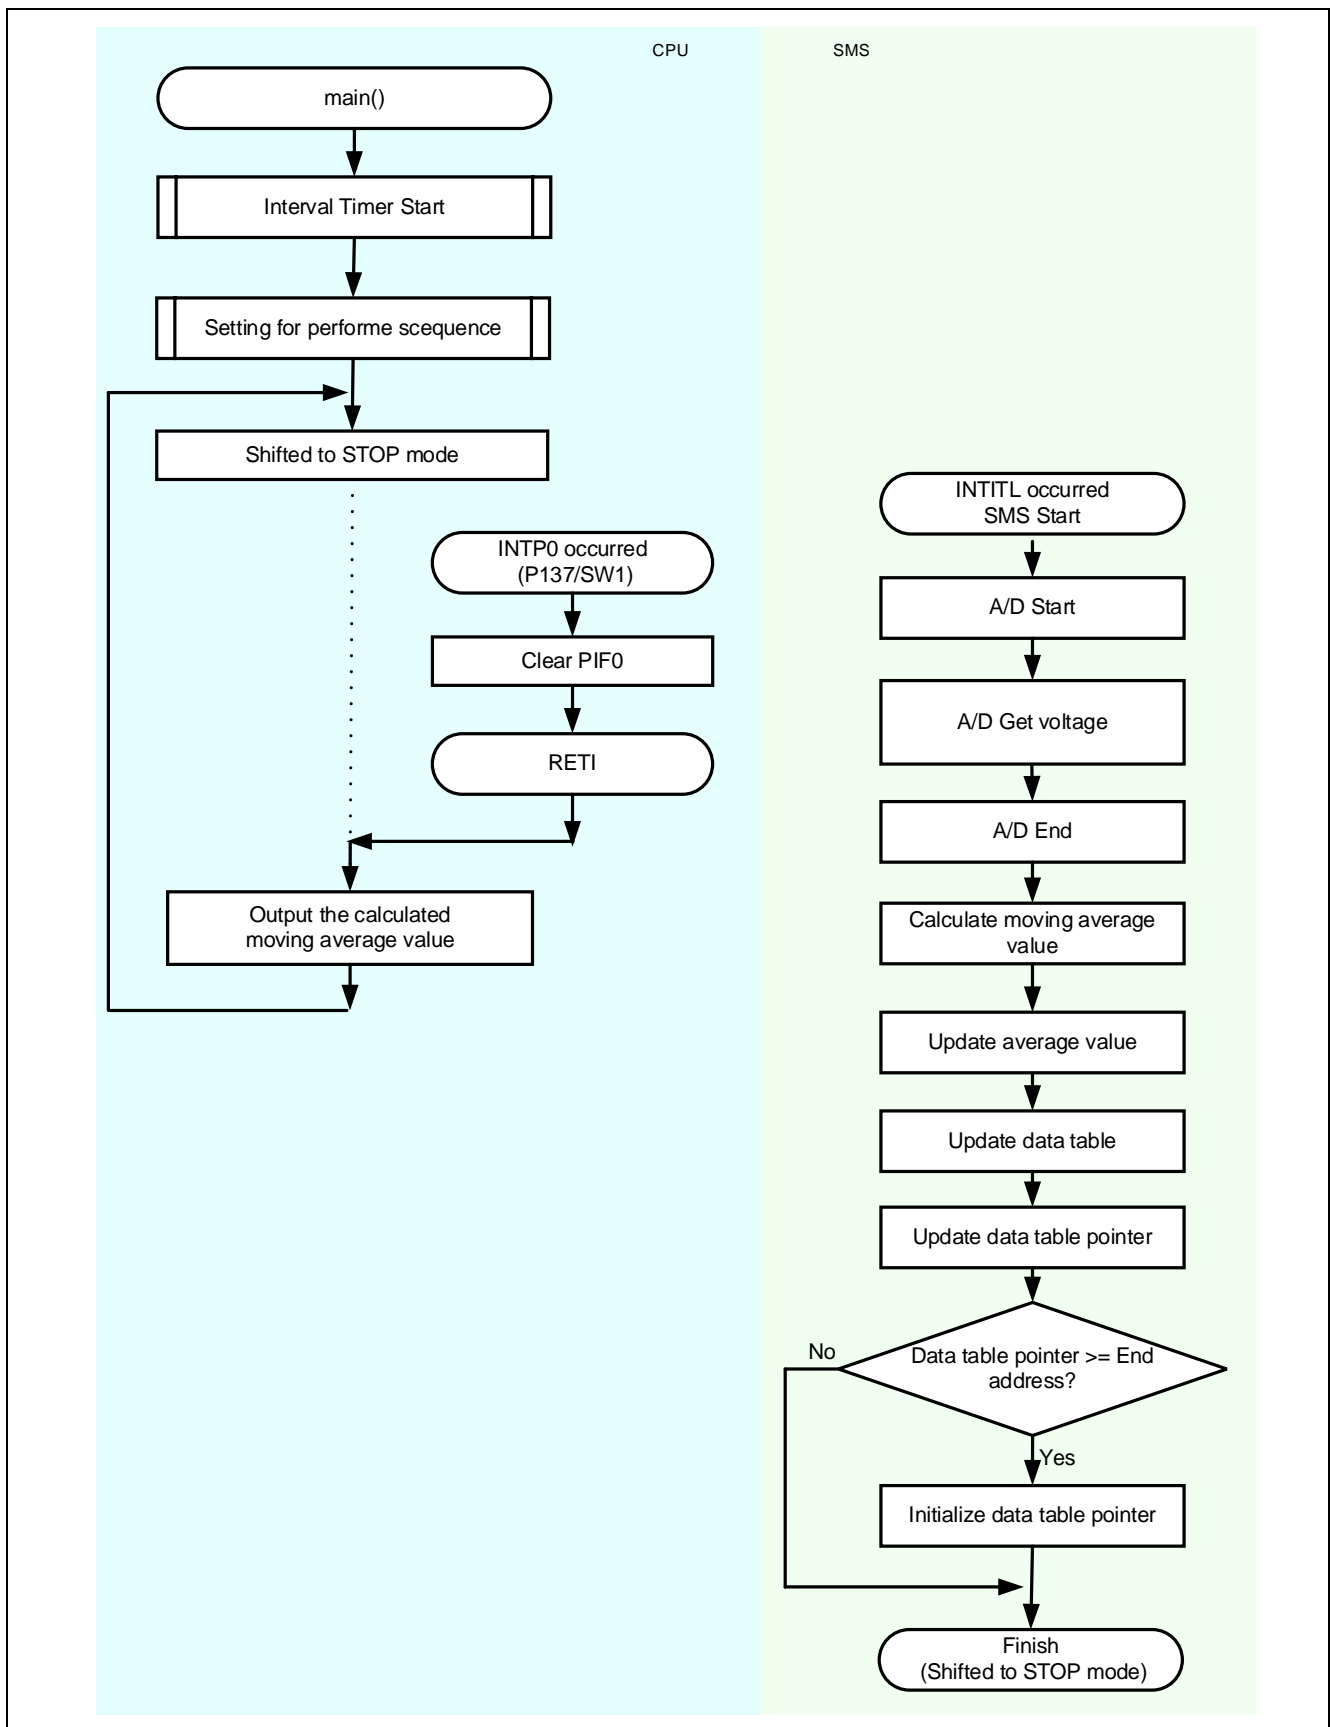 CPU
SMS
main()
Interval Timer Start
Setting for performe scequence
Shifted to STOP mode
INTP0 occurred
(P137/SW1)
Clear PIF0
RETI
Output the calculated
moving average value
INTITL occurred
SMS Start
A/D Start
A/D Get voltage
A/D End
Calculate moving average
value
Update average value
Update data table
Update data table pointer
Data table pointer >= End
address?
No
Yes
Initialize data table pointer
Finish
(Shifted to STOP mode)